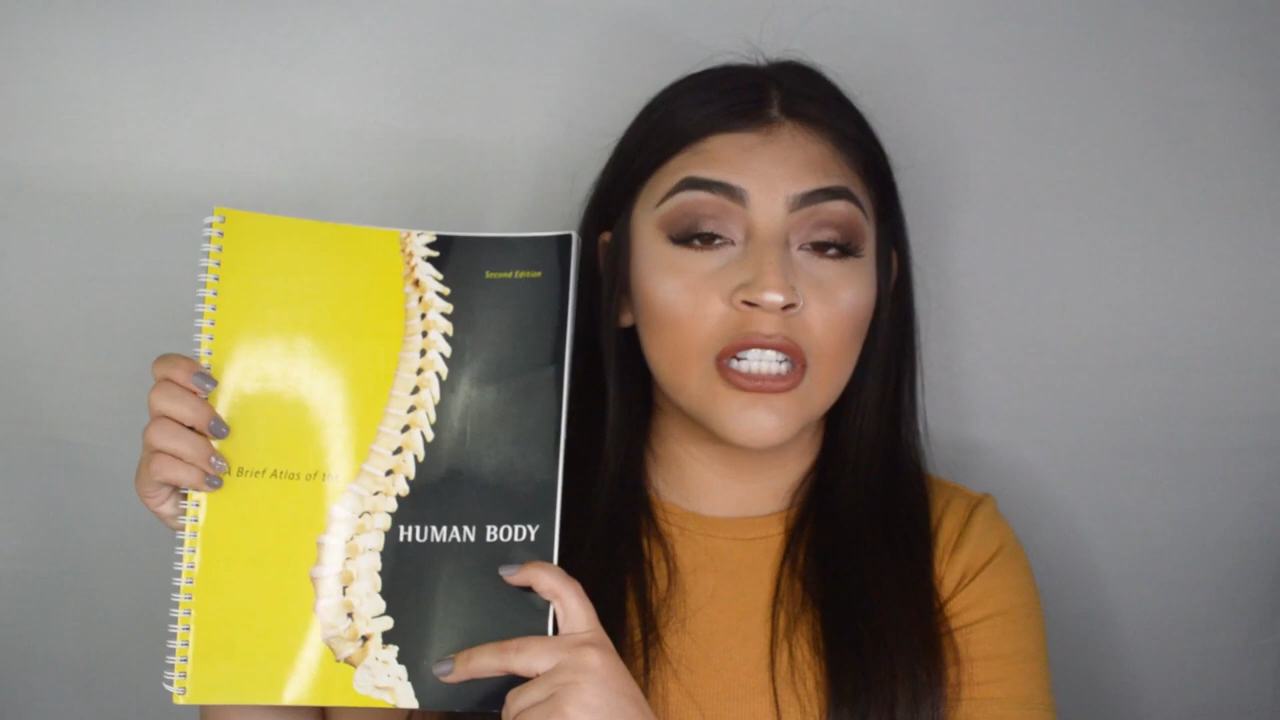 Second Edition
A Brief Atlas of the
HUMAN BODY